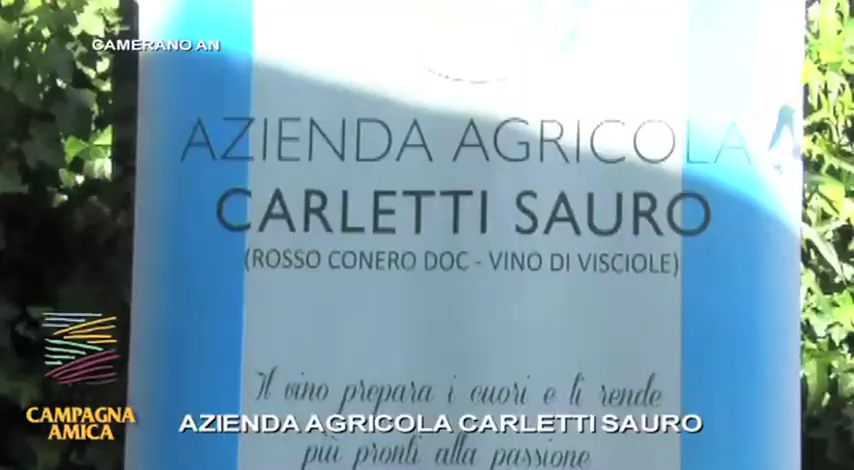 CAMERANO AN
AZIENDA AGRICOLA
CARLETTI SAURO
(ROSSO CONERO DOC - VINO DI VISCIOLE)
Il vino prepara i cuori e li rende
AZIENDA AGRICOLA CARLETTI SAURO
più pronti alla passione
CAMPAGNA
AMICA